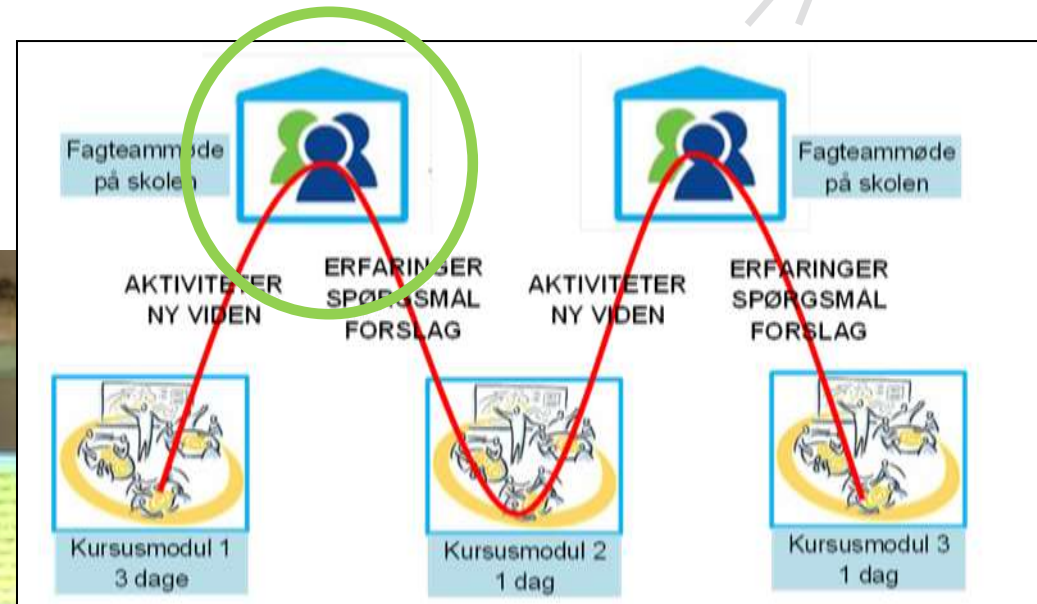 Fagteammøde
på skolen
Fagteammøde
på skolen
AKTIVITETER
NY VIDEN
ERFARINGER
SPØRGSMÅL
FORSLAG
AKTIVITETER
NY VIDEN
ERFARINGER
SPØRGSMÅL
FORSLAG
Kursusmodul 1
3 dage
Kursusmodul 2
1 dag
Kursusmodul 3
1 dag